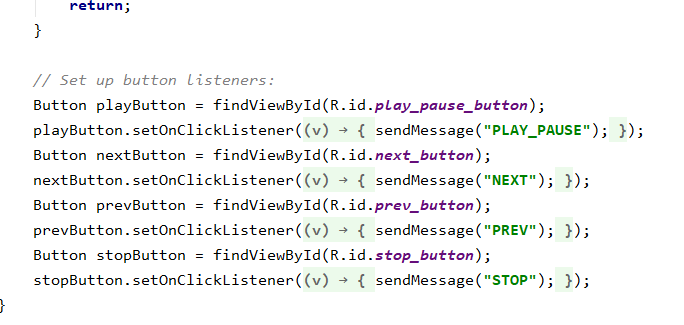 return;
}
// Set up button listeners:
Button playButton = findViewById(R.id.play_pause_button);
playButton.setOnClickListener((v) → { sendMessage("PLAY_PAUSE"); });
Button nextButton = findViewById(R.id.next_button);
nextButton.setOnClickListener((v) → { sendMessage("NEXT"); });
Button prevButton = findViewById(R.id.prev_button);
prevButton.setOnClickListener((v) → { sendMessage("PREV"); });
Button stopButton = findViewById(R.id.stop_button);
stopButton.setOnClickListener((v) → { sendMessage("STOP"); });
}